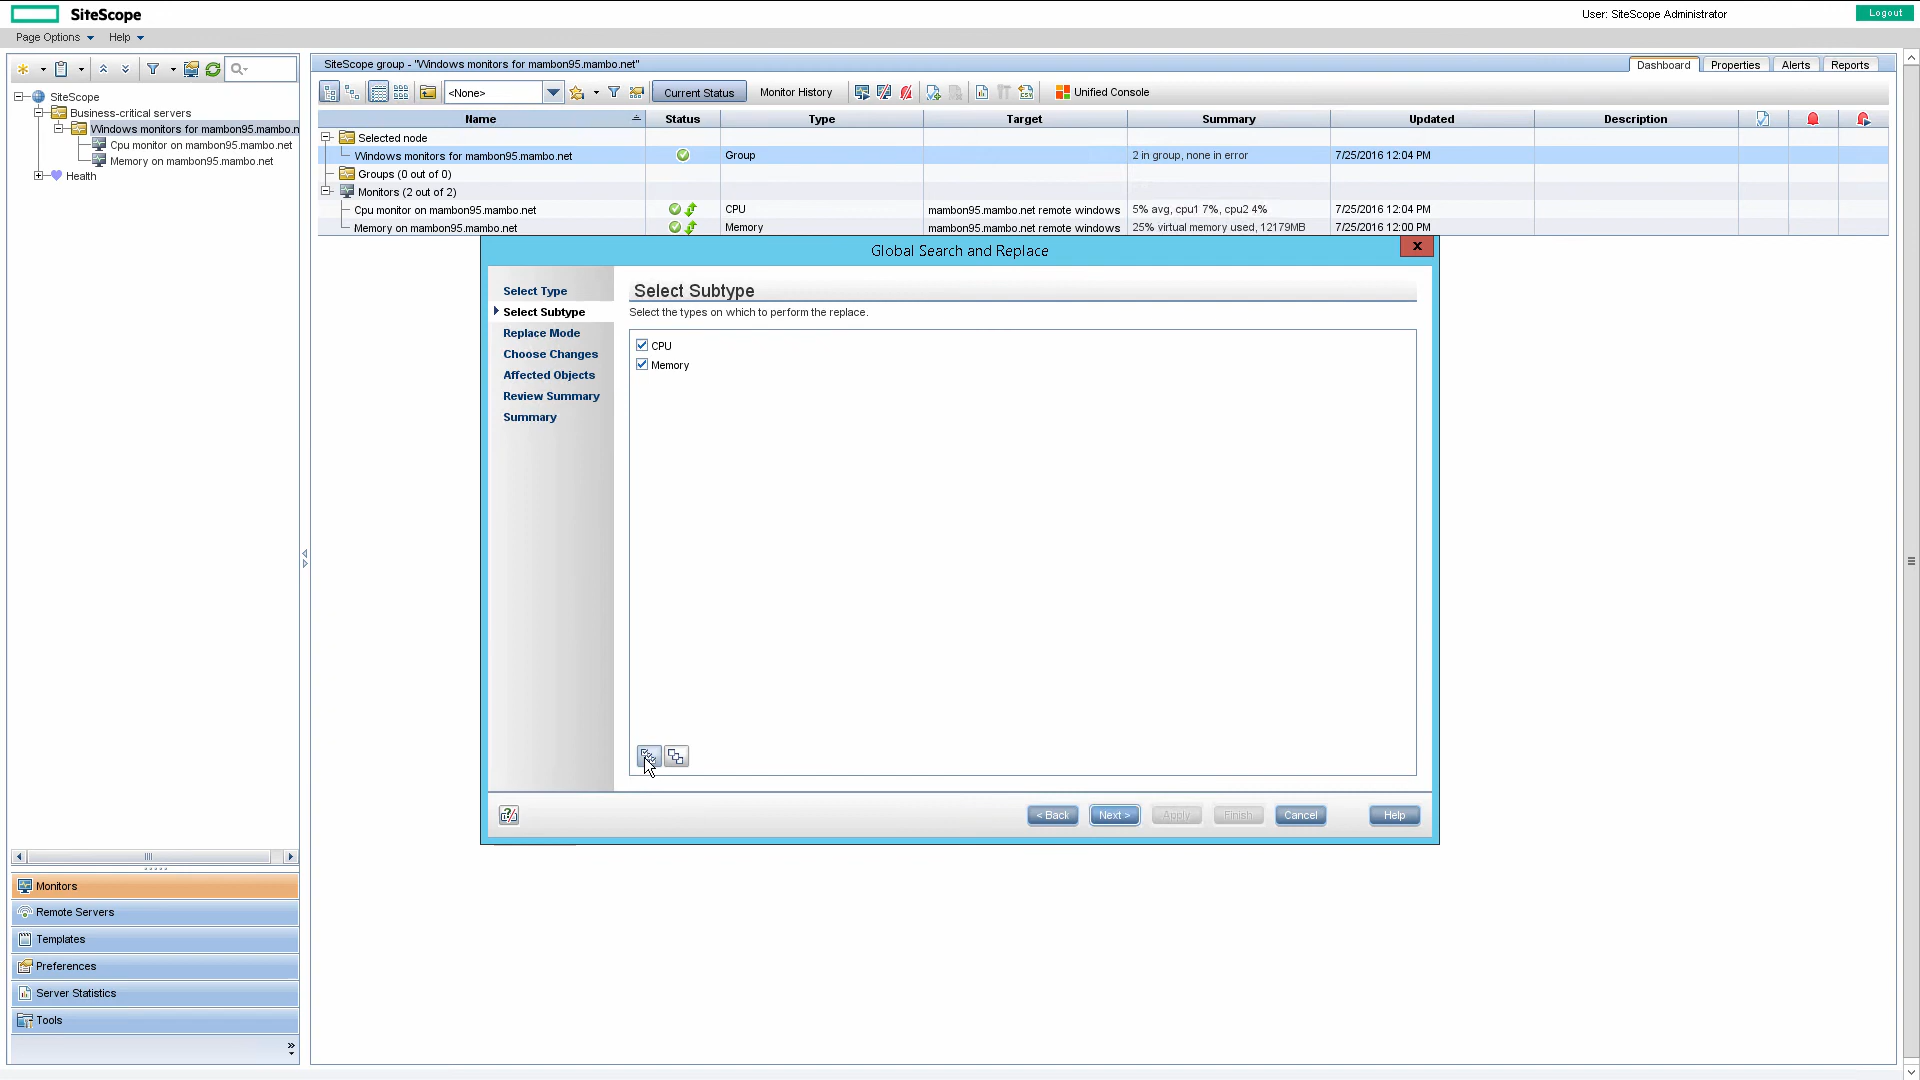 SiteScope
User: SiteScope Administrator
Logout
Page Options
Help
SiteScope group - "Windows monitors for mambon95.mambo.net"
Dashboard
Properties
Alerts
Reports
<None>
Current Status
Monitor History
Unified Console
SiteScope
Business-critical servers
Windows monitors for mambon95.mambo.n
Cpu monitor on mambon95.mambo.net
Memory on mambon95.mambo.net
Health
Name Status Type Target Summary Updated Description
Selected node
Windows monitors for mambon95.mambo.net Group 2 in group, none in error 7/25/2016 12:04 PM
Groups (0 out of 0)
Monitors (2 out of 2)
Cpu monitor on mambon95.mambo.net CPU mambon95.mambo.net remote windows 5% avg, cpu1 7%, cpu2 4% 7/25/2016 12:04 PM
Memory on mambon95.mambo.net Memory mambon95.mambo.net remote windows 25% virtual memory used, 12179MB 7/25/2016 12:00 PM
Global Search and Replace
Select Type
Select Subtype
Replace Mode
Choose Changes
Affected Objects
Review Summary
Summary
Select Subtype
Select the types on which to perform the replace.
CPU
Memory
< Back
Next >
Apply
Finish
Cancel
Help
Monitors
Remote Servers
Templates
Preferences
Server Statistics
Tools